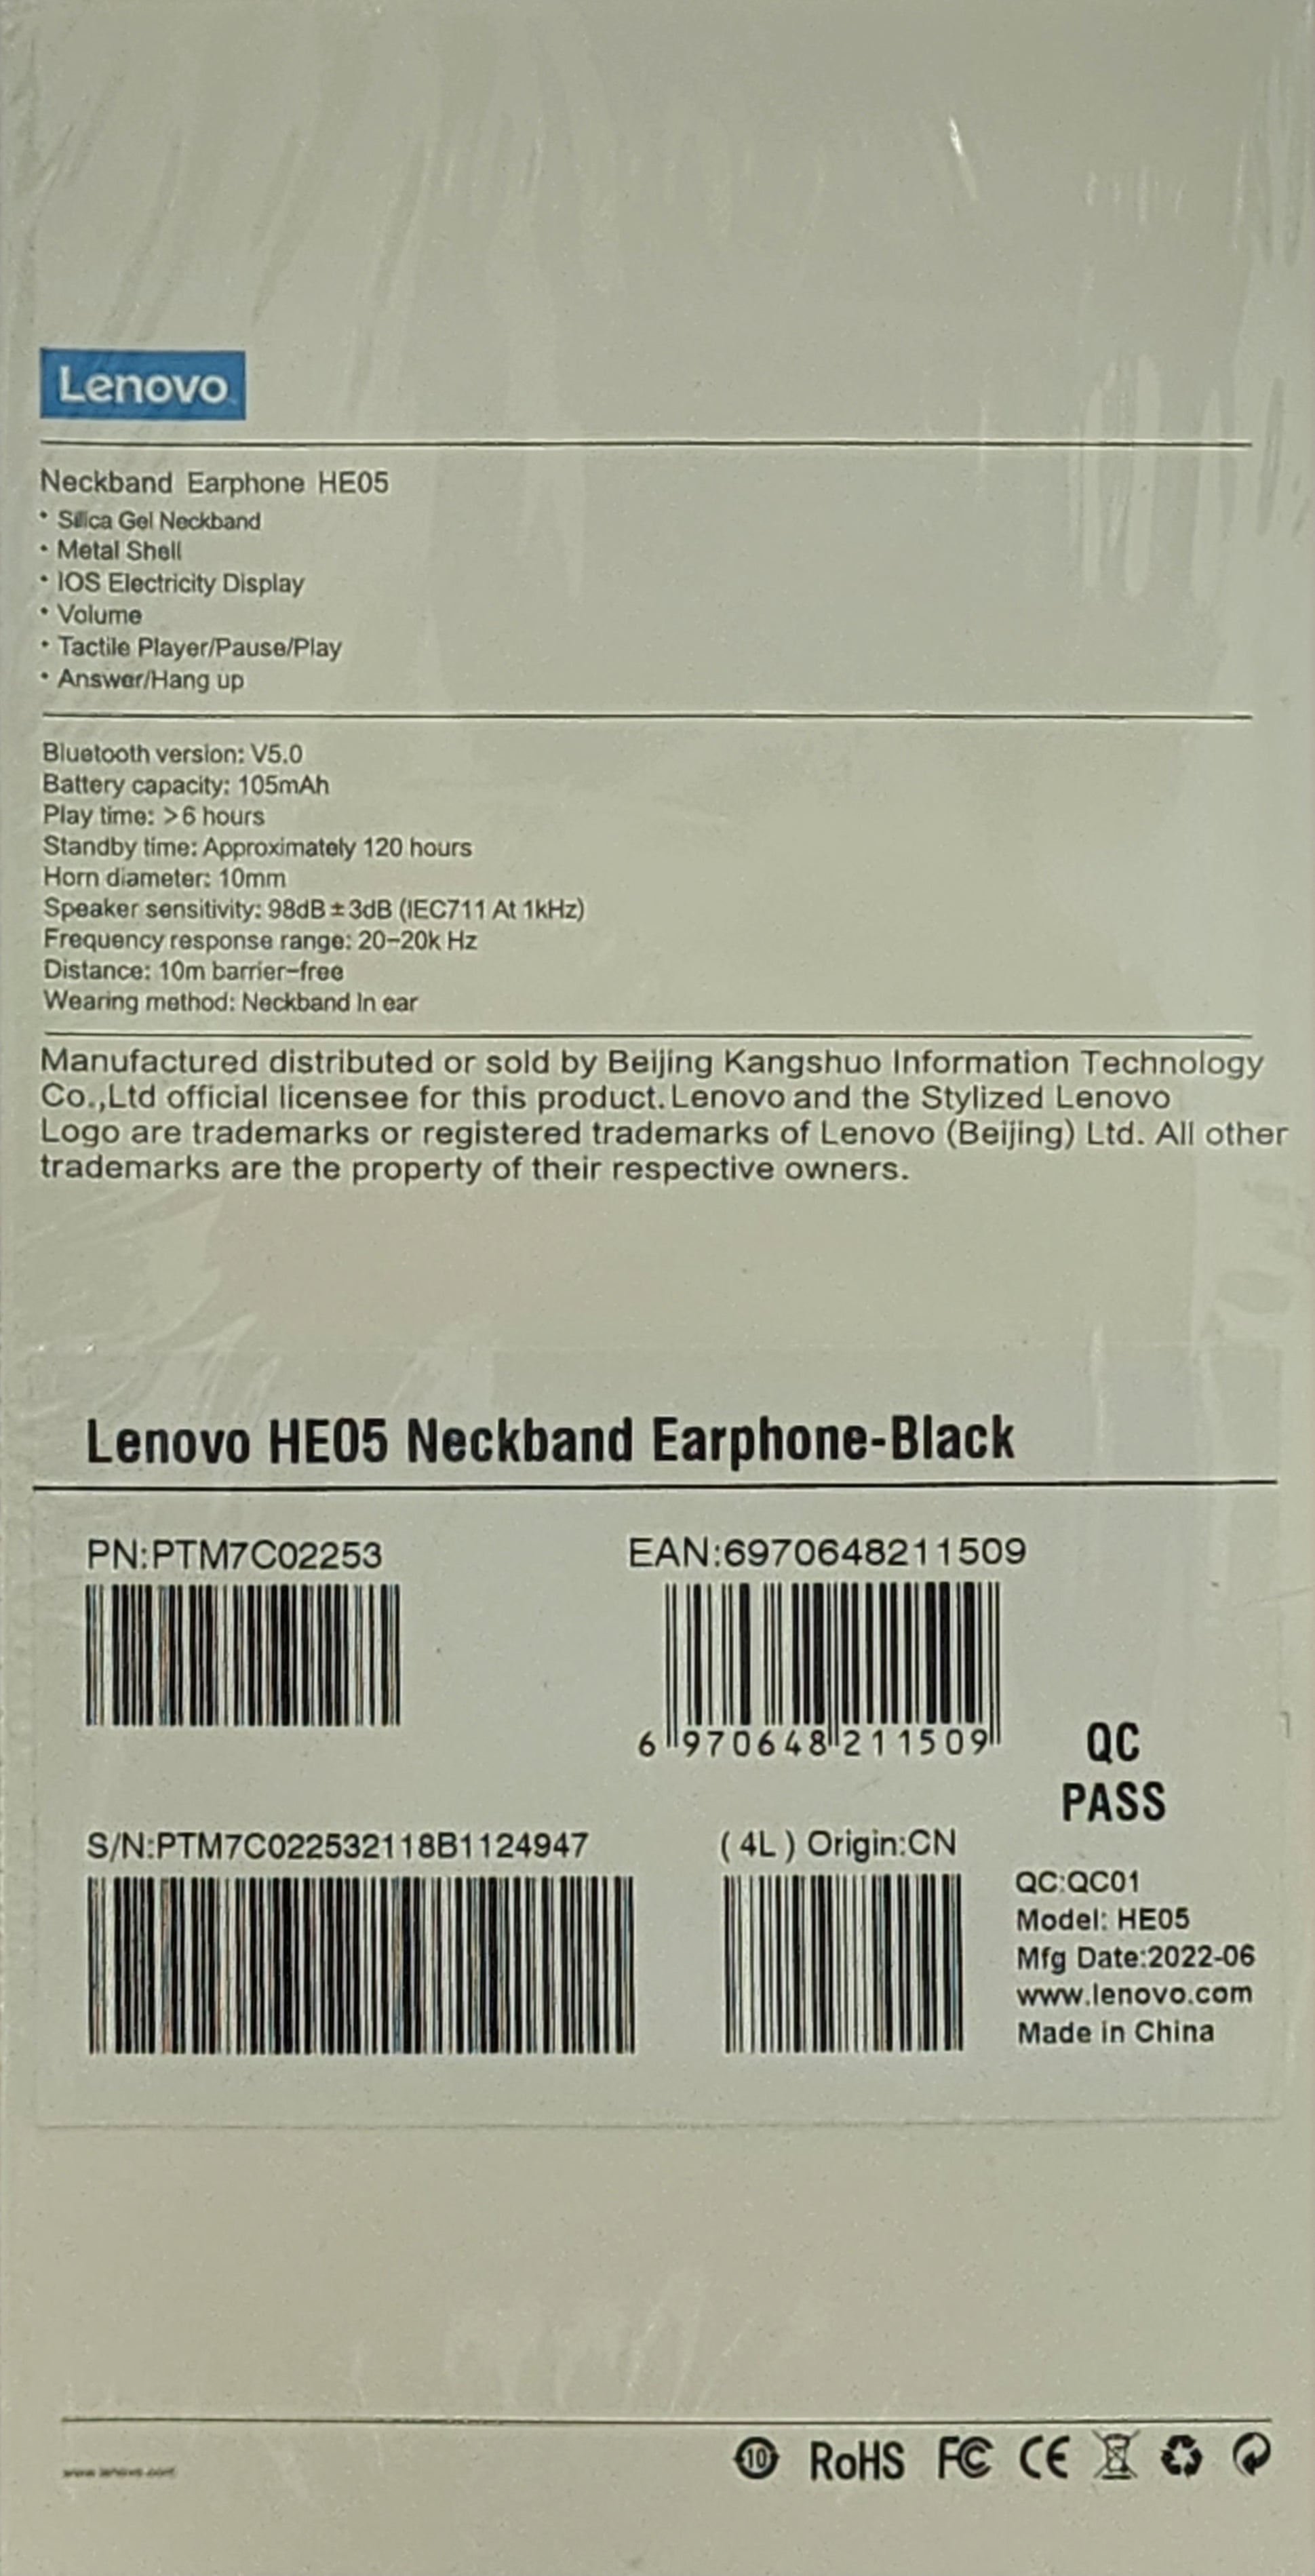 Lenovo
Neckband Earphone HE05
• Silica Gel Neckband
• Metal Shell
• IOS Electricity Display
• Volume
• Tactile Player/Pause/Play
• Answer/Hang up
Bluetooth version: V5.0
Battery capacity: 105mAh
Play time: >6 hours
Standby time: Approximately 120 hours
Horn diameter: 10mm
Speaker sensitivity: 98dB±3dB (IEC711 At 1kHz)
Frequency response range: 20-20k Hz
Distance: 10m barrier-free
Wearing method: Neckband In ear
Manufactured distributed or sold by Beijing Kangshuo Information Technology
Co.,Ltd official licensee for this product. Lenovo and the Stylized Lenovo
Logo are trademarks or registered trademarks of Lenovo (Beijing) Ltd. All other
trademarks are the property of their respective owners.
Lenovo HE05 Neckband Earphone-Black
PN:PTM7C02253
EAN:6970648211509
6 970648 211509
QC
PASS
S/N:PTM7C022532118B1124947
(4L) Origin:CN
QC:QC01
Model: HE05
Mfg Date:2022-06
www.lenovo.com
Made in China
www.lenovo.com
10 RoHS FC CE